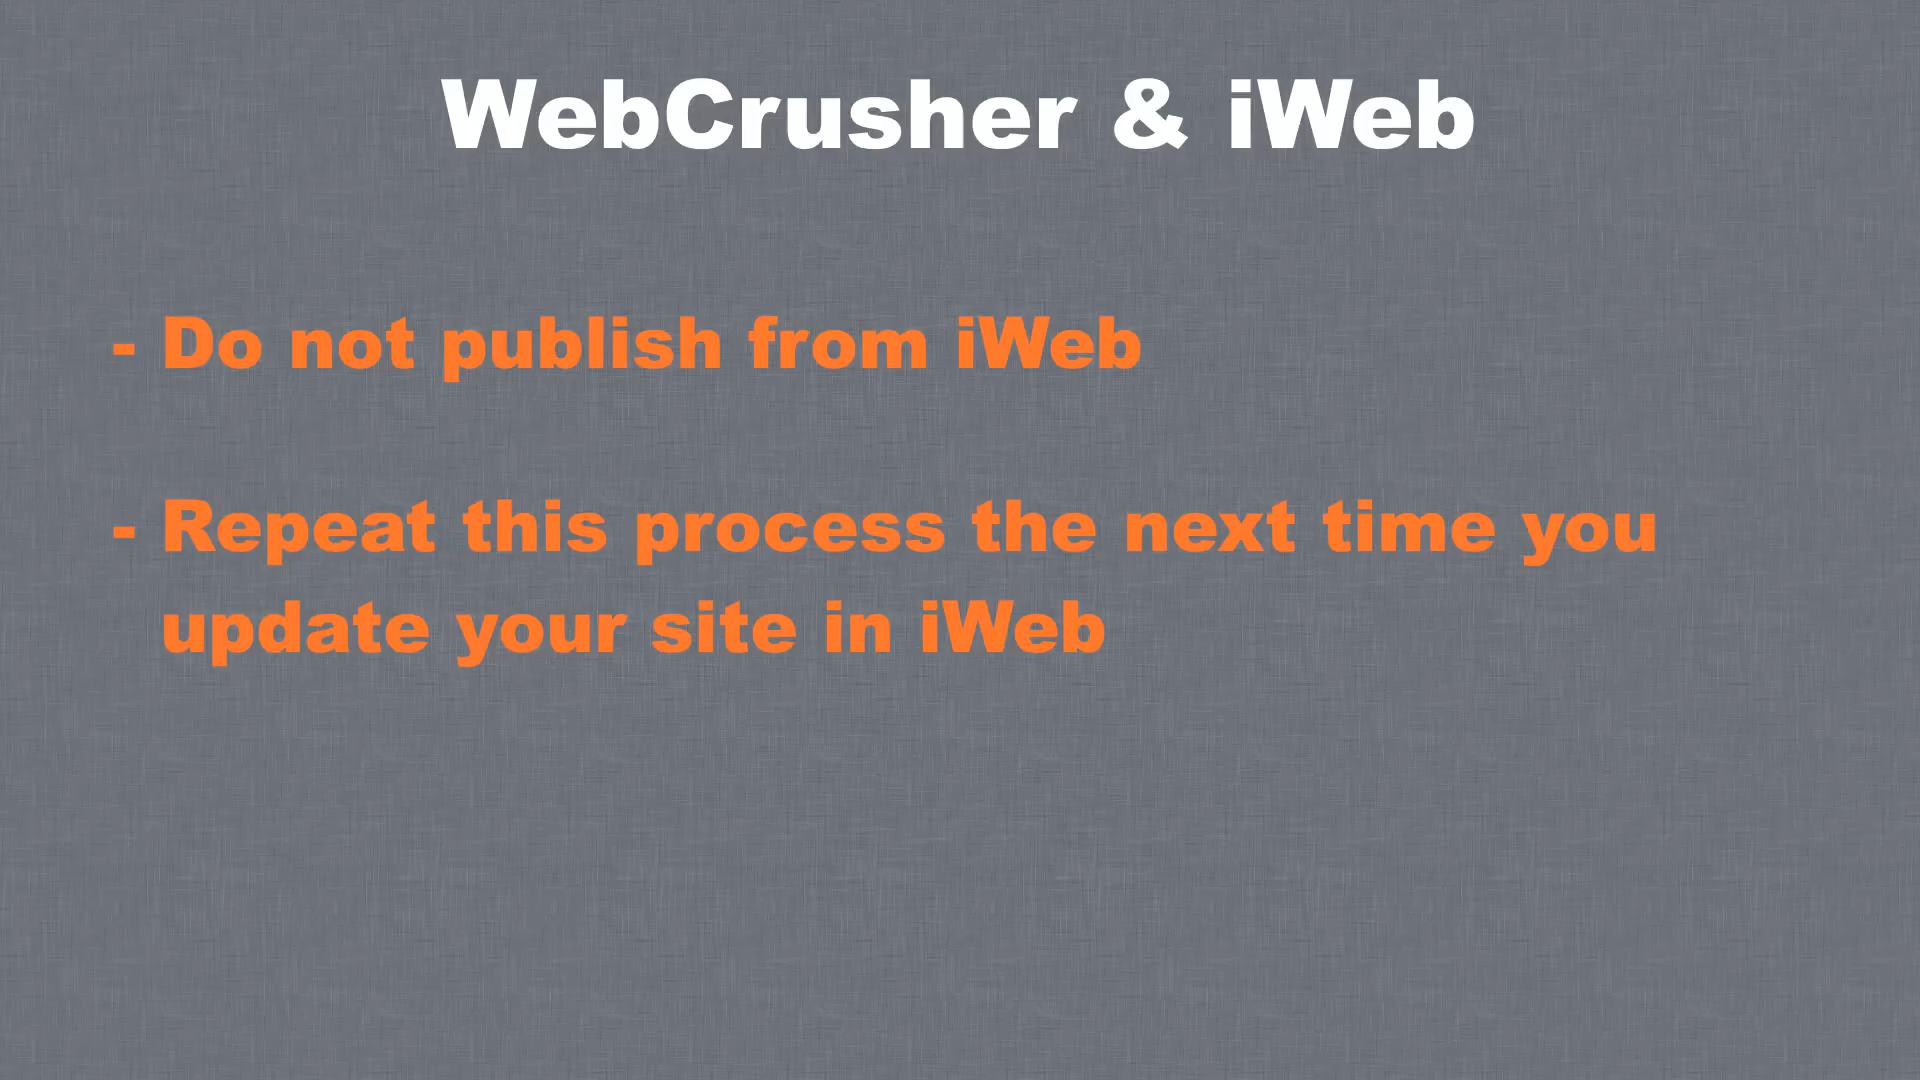 WebCrusher & iWeb
- Do not publish from iWeb
- Repeat this process the next time you
update your site in iWeb